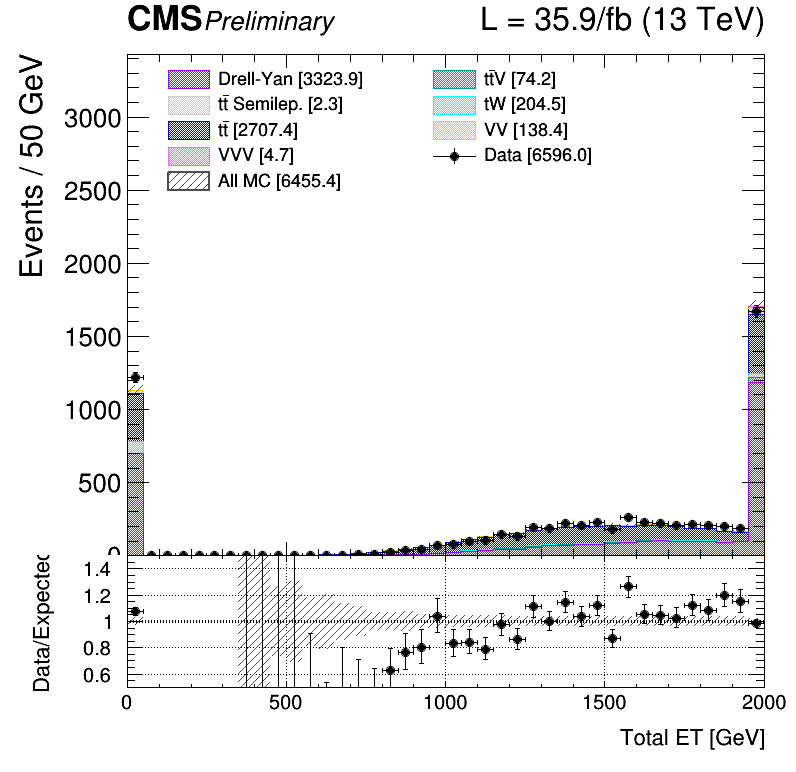 CMS Preliminary L = 35.9/fb (13 TeV)
Events / 50 GeV
Drell-Yan [3323.9]
tt̄ Semilep. [2.3]
tt̄ [2707.4]
VVV [4.7]
All MC [6455.4]
tt̄V [74.2]
tW [204.5]
VV [138.4]
Data [6596.0]
3000
2500
2000
1500
1000
500
0
Data/Expected
1.4
1.2
1
0.8
0.6
0 500 1000 1500 2000
Total ET [GeV]